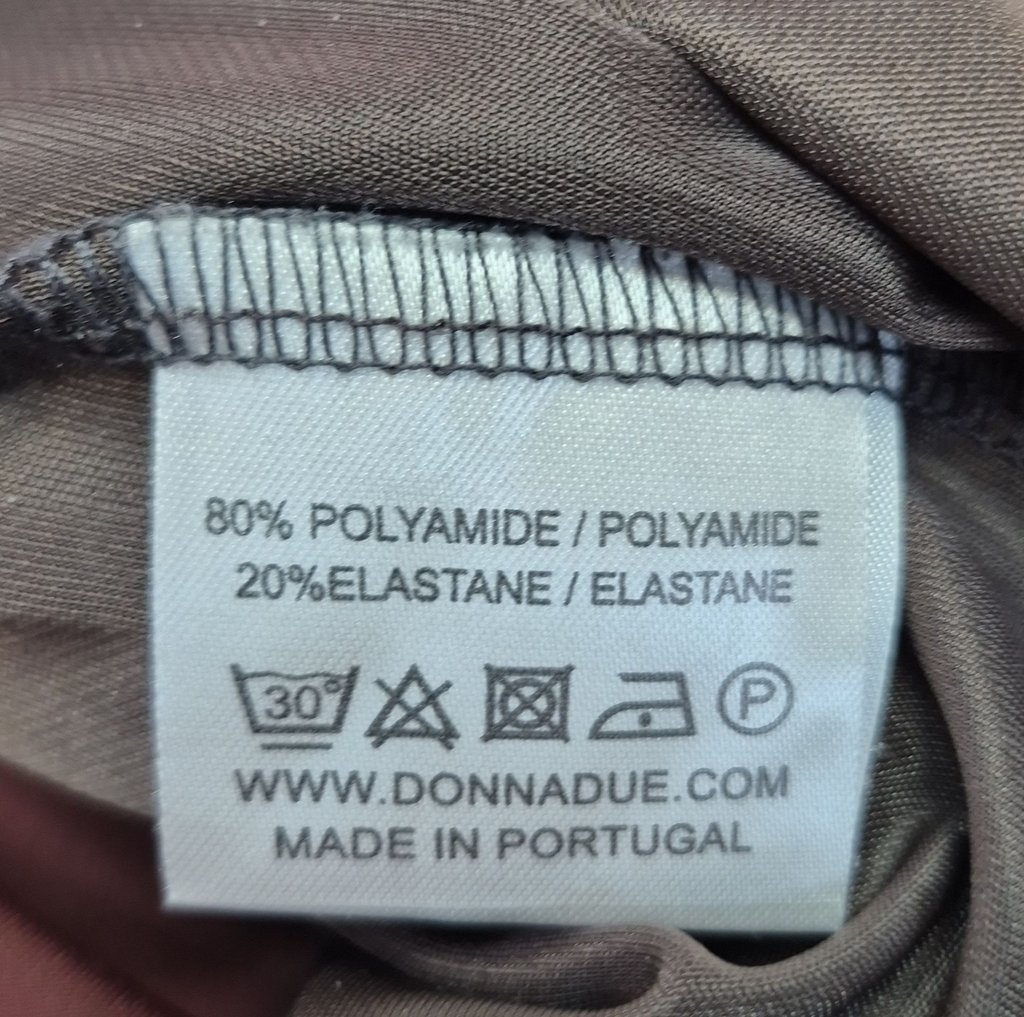 80% POLYAMIDE / POLYAMIDE
20%ELASTANE / ELASTANE
30° P
WWW.DONNADUE.COM
MADE IN PORTUGAL